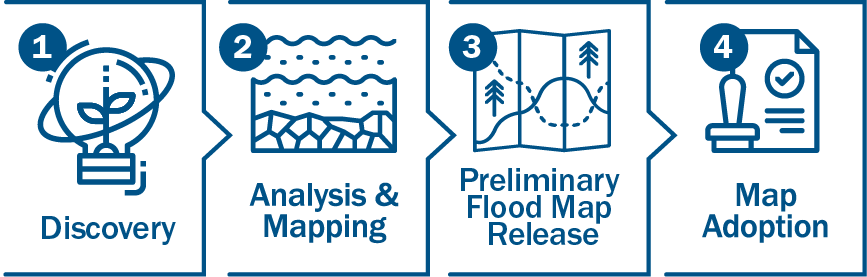 1
Discovery
2
Analysis &
Mapping
3
Preliminary
Flood Map
Release
4
Map
Adoption